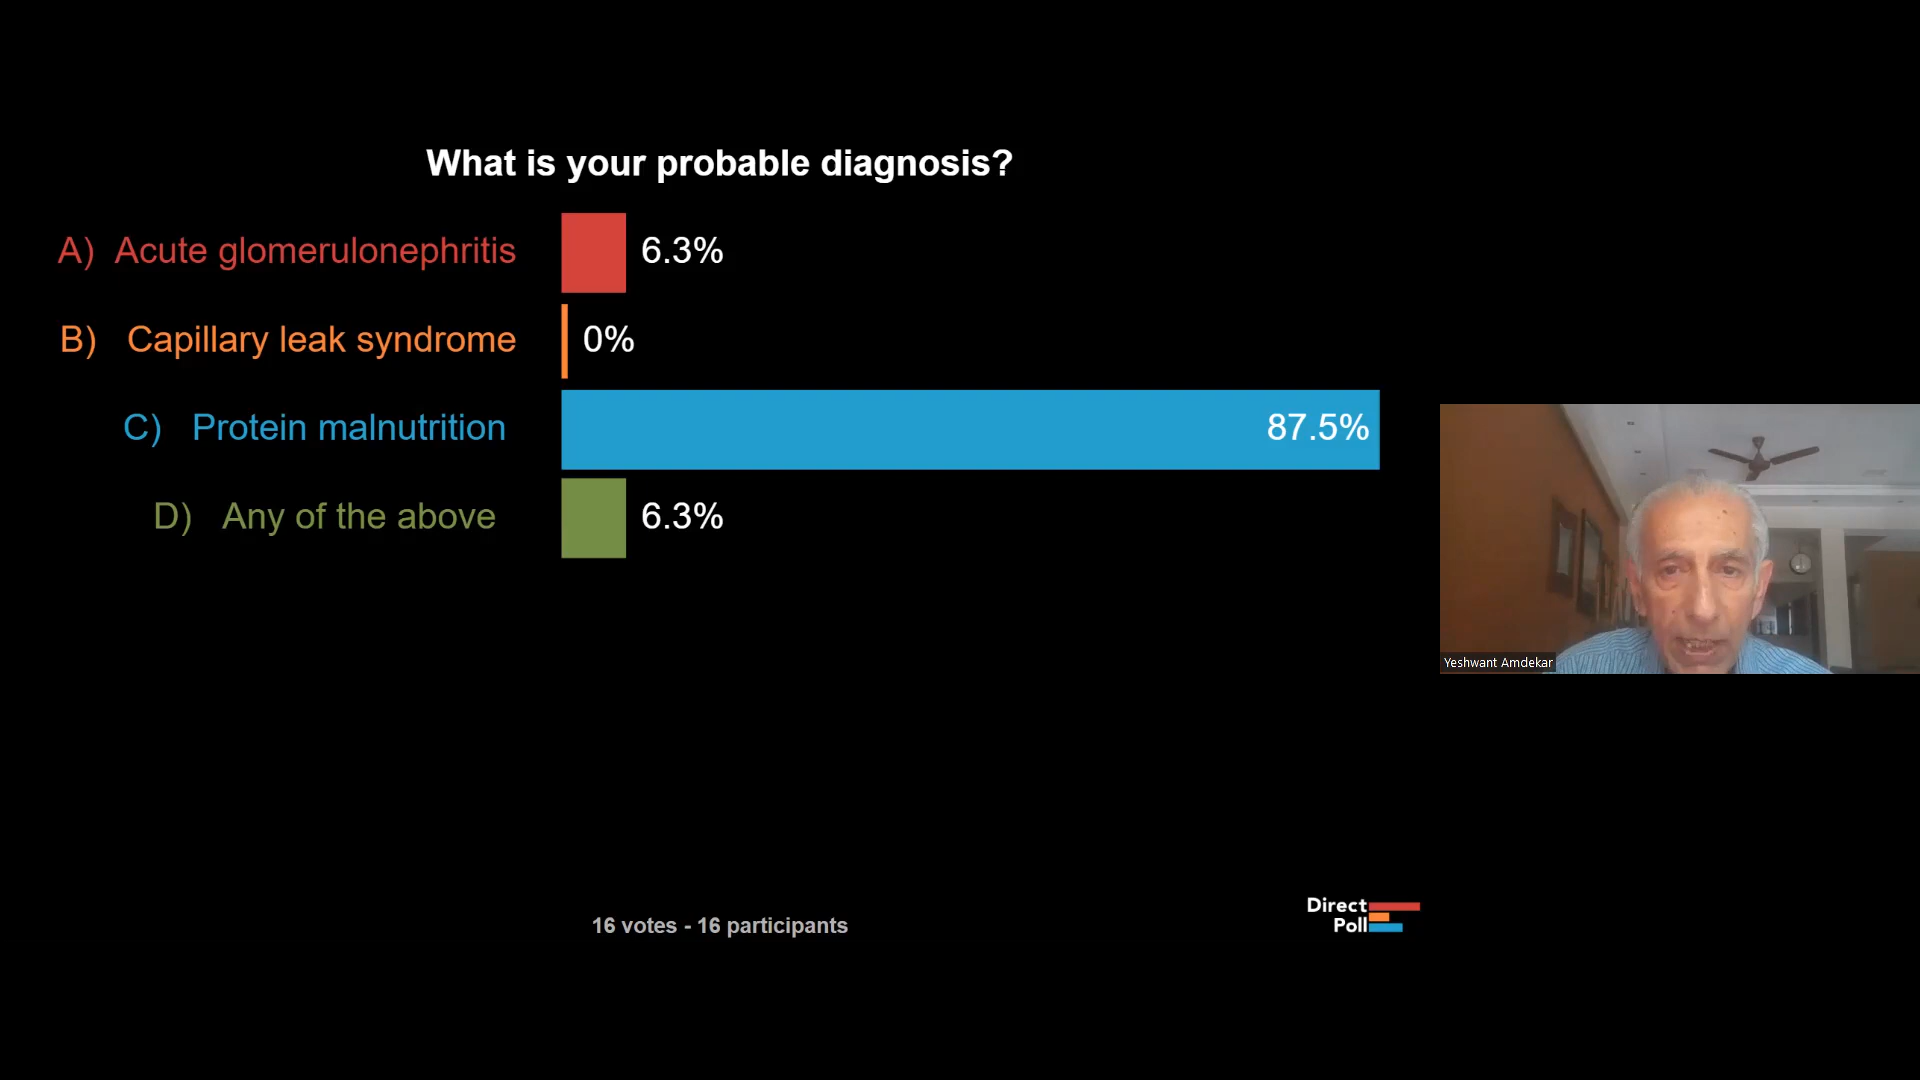 What is your probable diagnosis?
A) Acute glomerulonephritis 6.3%
B) Capillary leak syndrome 0%
C) Protein malnutrition 87.5%
D) Any of the above 6.3%
Yeshwant Amdekar
16 votes - 16 participants
Direct
Poll